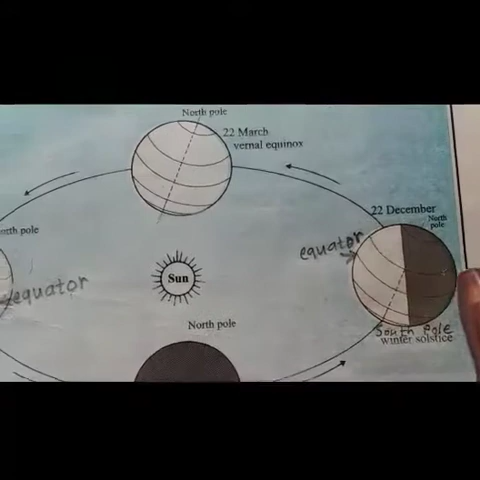 North pole
22 March
vernal equinox
22 December
North
pole
north pole
equator
equator
Sun
South Pole
winter solstice
North pole